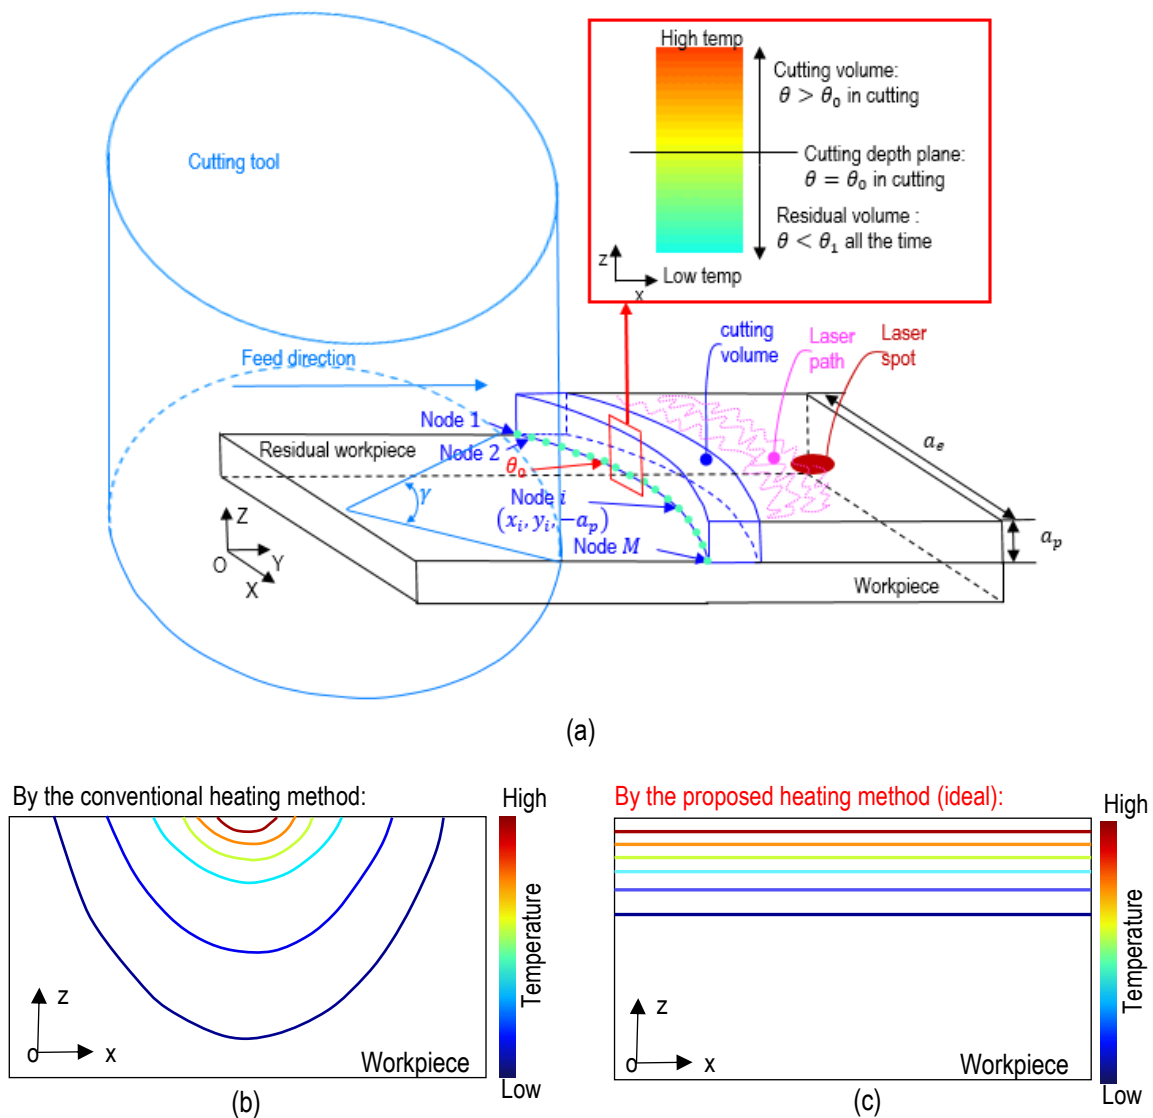 High temp
Cutting volume:
θ > θ₀ in cutting
Cutting depth plane:
θ = θ₀ in cutting
Residual volume :
θ < θ₁ all the time
z
x
Low temp
Cutting tool
Feed direction
cutting
volume
Laser
path
Laser
spot
Node 1
Node 2
Residual workpiece
θ₀
γ
Node i
(xᵢ, yᵢ, −aₚ)
Node M
aₑ
aₚ
Z
O
Y
X
Workpiece
(a)
By the conventional heating method:
High
Temperature
z
o
x
Workpiece
Low
(b)
By the proposed heating method (ideal):
High
Temperature
z
o
x
Workpiece
Low
(c)